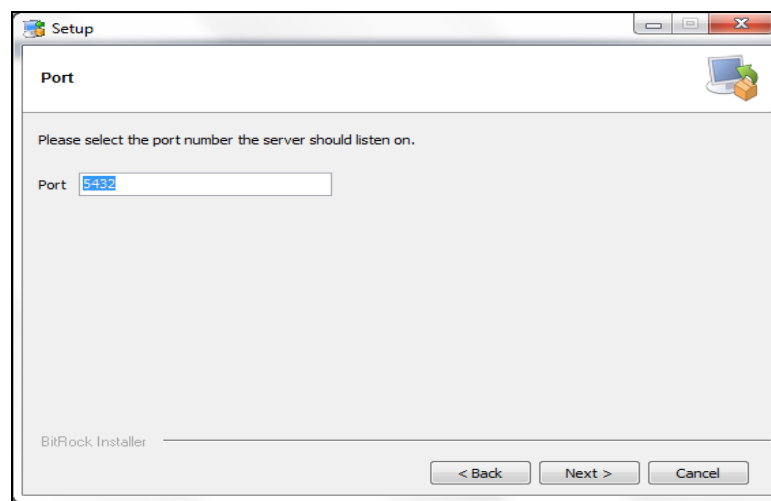 Setup
Port
Please select the port number the server should listen on.
Port 5432
BitRock Installer
< Back Next > Cancel